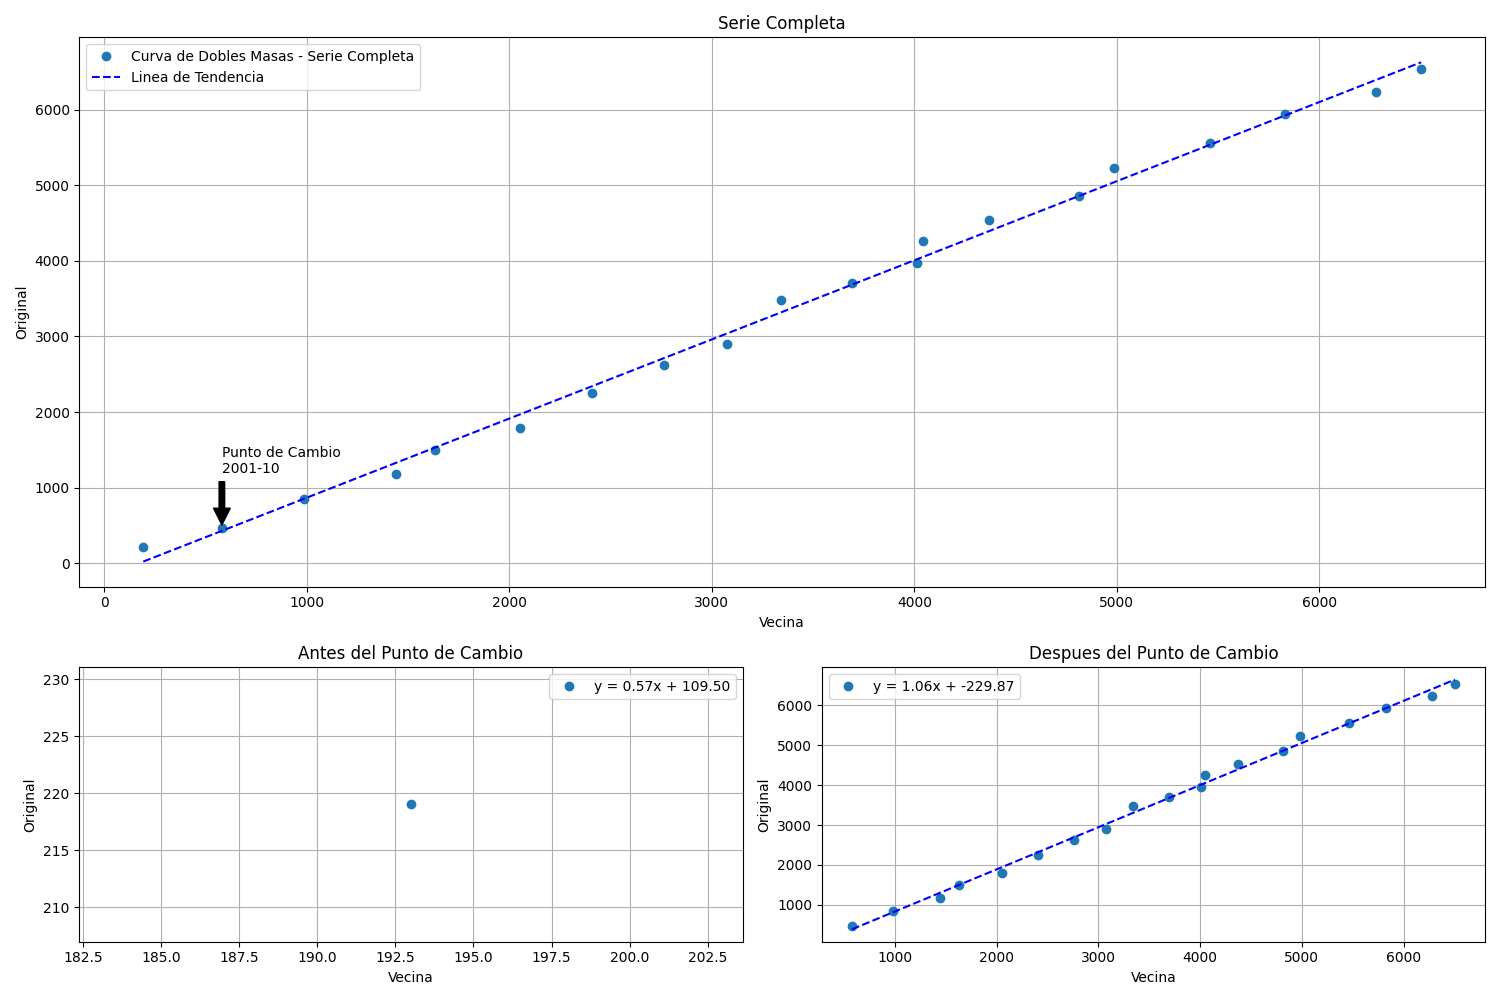 Serie Completa
Curva de Dobles Masas - Serie Completa
Linea de Tendencia
6000
5000
4000
3000
2000
1000
0
Original
Punto de Cambio
2001-10
0 1000 2000 3000 4000 5000 6000
Vecina
Antes del Punto de Cambio
y = 0.57x + 109.50
230
225
220
215
210
Original
182.5 185.0 187.5 190.0 192.5 195.0 197.5 200.0 202.5
Vecina
Despues del Punto de Cambio
y = 1.06x + -229.87
6000
5000
4000
3000
2000
1000
Original
1000 2000 3000 4000 5000 6000
Vecina